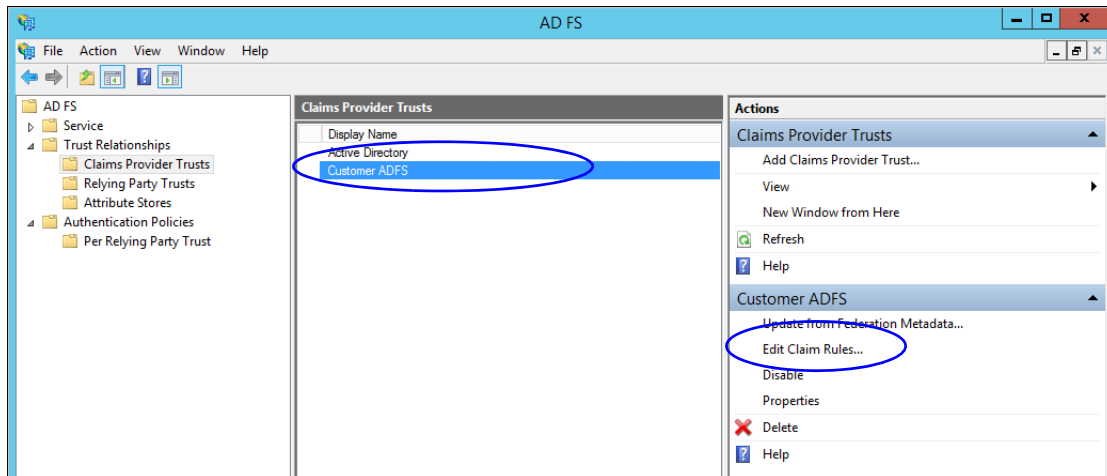 AD FS
File Action View Window Help
AD FS
Service
Trust Relationships
Claims Provider Trusts
Relying Party Trusts
Attribute Stores
Authentication Policies
Per Relying Party Trust
Claims Provider Trusts
Display Name
Active Directory
Customer ADFS
Actions
Claims Provider Trusts
Add Claims Provider Trust...
View
New Window from Here
Refresh
Help
Customer ADFS
Update from Federation Metadata...
Edit Claim Rules...
Disable
Properties
Delete
Help